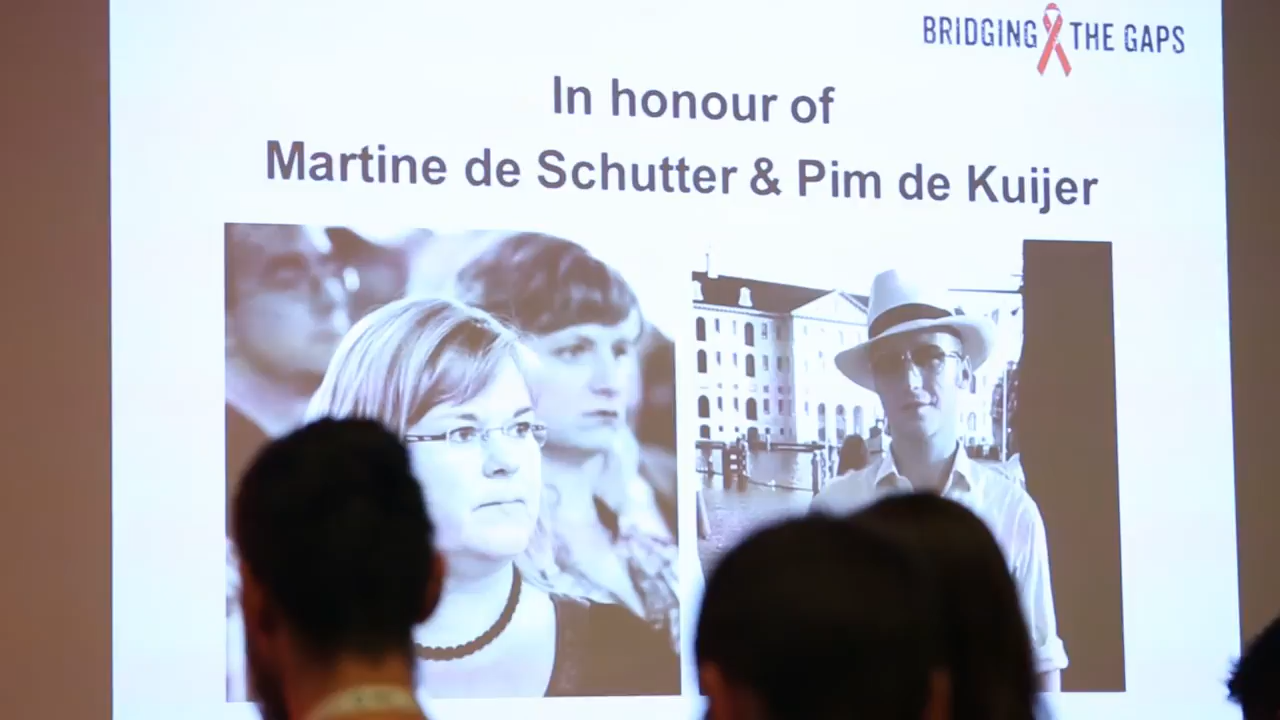 BRIDGING THE GAPS
In honour of
Martine de Schutter & Pim de Kuijer